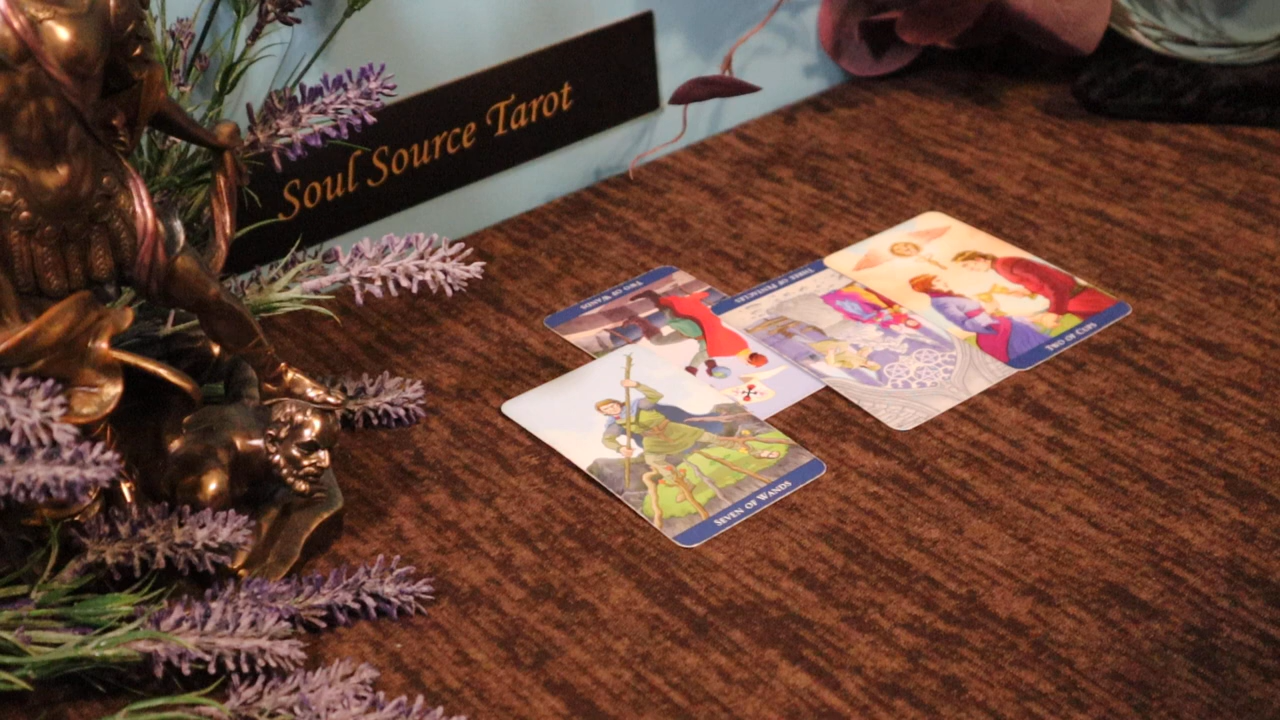 Soul Source Tarot
TWO OF WANDS
THREE OF PENTACLES
TWO OF CUPS
SEVEN OF WANDS